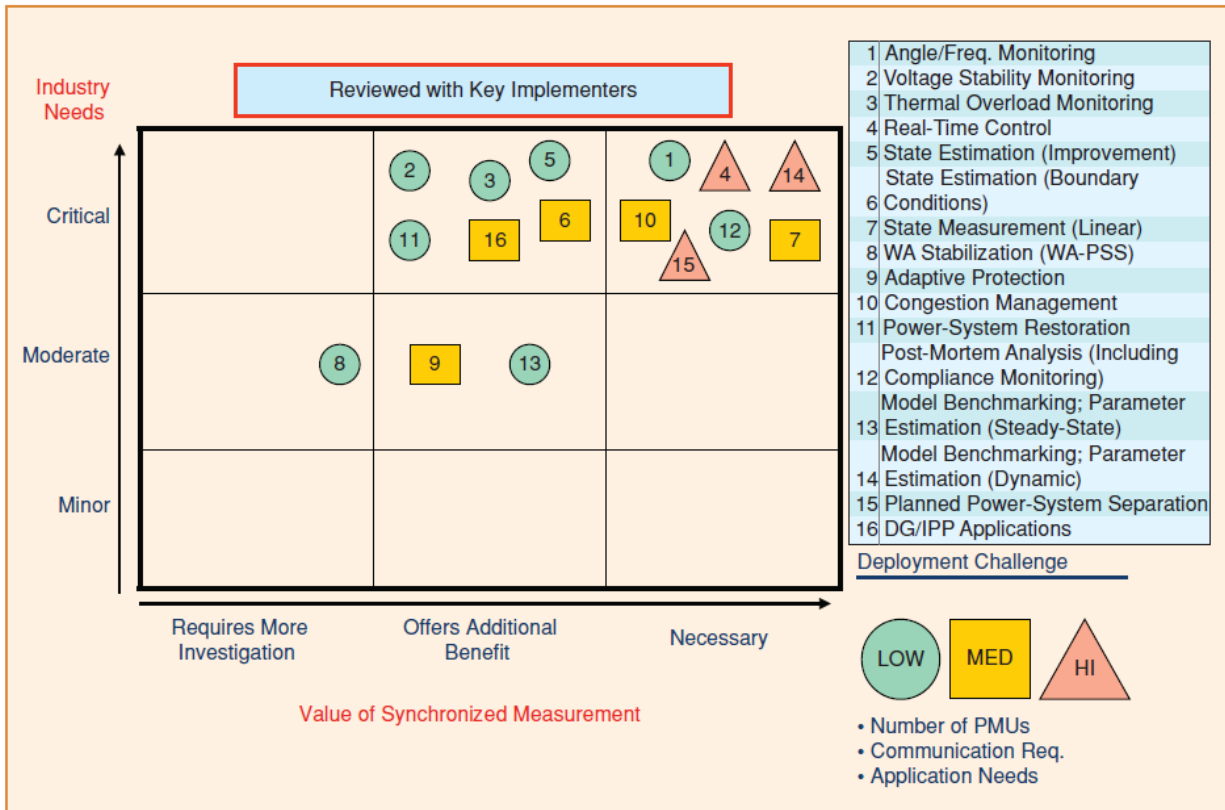 Industry
Needs
Reviewed with Key Implementers
Critical
Moderate
Minor
2
3
5
11
16
6
1
4
14
10
15
12
7
8
9
13
Requires More
Investigation
Offers Additional
Benefit
Necessary
Value of Synchronized Measurement
1 Angle/Freq. Monitoring
2 Voltage Stability Monitoring
3 Thermal Overload Monitoring
4 Real-Time Control
5 State Estimation (Improvement)
State Estimation (Boundary
6 Conditions)
7 State Measurement (Linear)
8 WA Stabilization (WA-PSS)
9 Adaptive Protection
10 Congestion Management
11 Power-System Restoration
Post-Mortem Analysis (Including
12 Compliance Monitoring)
Model Benchmarking; Parameter
13 Estimation (Steady-State)
Model Benchmarking; Parameter
14 Estimation (Dynamic)
15 Planned Power-System Separation
16 DG/IPP Applications
Deployment Challenge
LOW
MED
HI
• Number of PMUs
• Communication Req.
• Application Needs